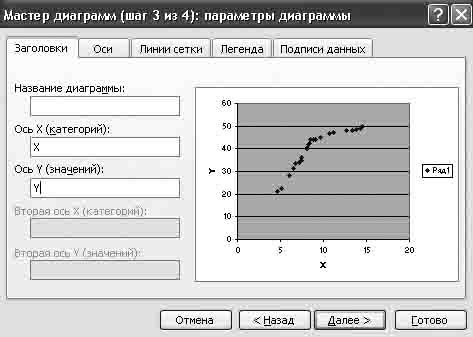 Мастер диаграмм (шаг 3 из 4): параметры диаграммы
Заголовки Оси Линии сетки Легенда Подписи данных
Название диаграммы:
Ось X (категорий):
X
Ось Y (значений):
Y
Вторая ось X (категорий):
Вторая ось Y (значений):
60
50
40
30
20
10
0
Y
0 5 10 15 20
X
Ряд1
Отмена < Назад Далее > Готово